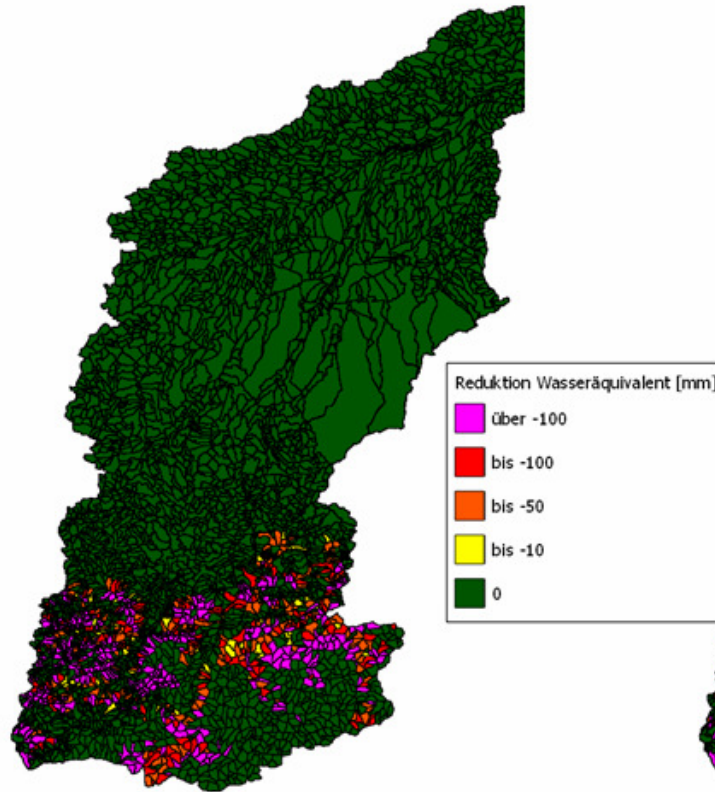 Reduktion Wasseräquivalent [mm]
über -100
bis -100
bis -50
bis -10
0